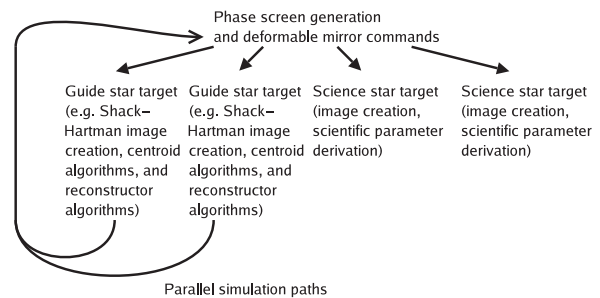 Phase screen generation
and deformable mirror commands
Guide star target
(e.g. Shack–
Hartman image
creation, centroid
algorithms, and
reconstructor
algorithms)
Guide star target
(e.g. Shack–
Hartman image
creation, centroid
algorithms, and
reconstructor
algorithms)
Science star target
(image creation,
scientific parameter
derivation)
Science star target
(image creation,
scientific parameter
derivation)
Parallel simulation paths